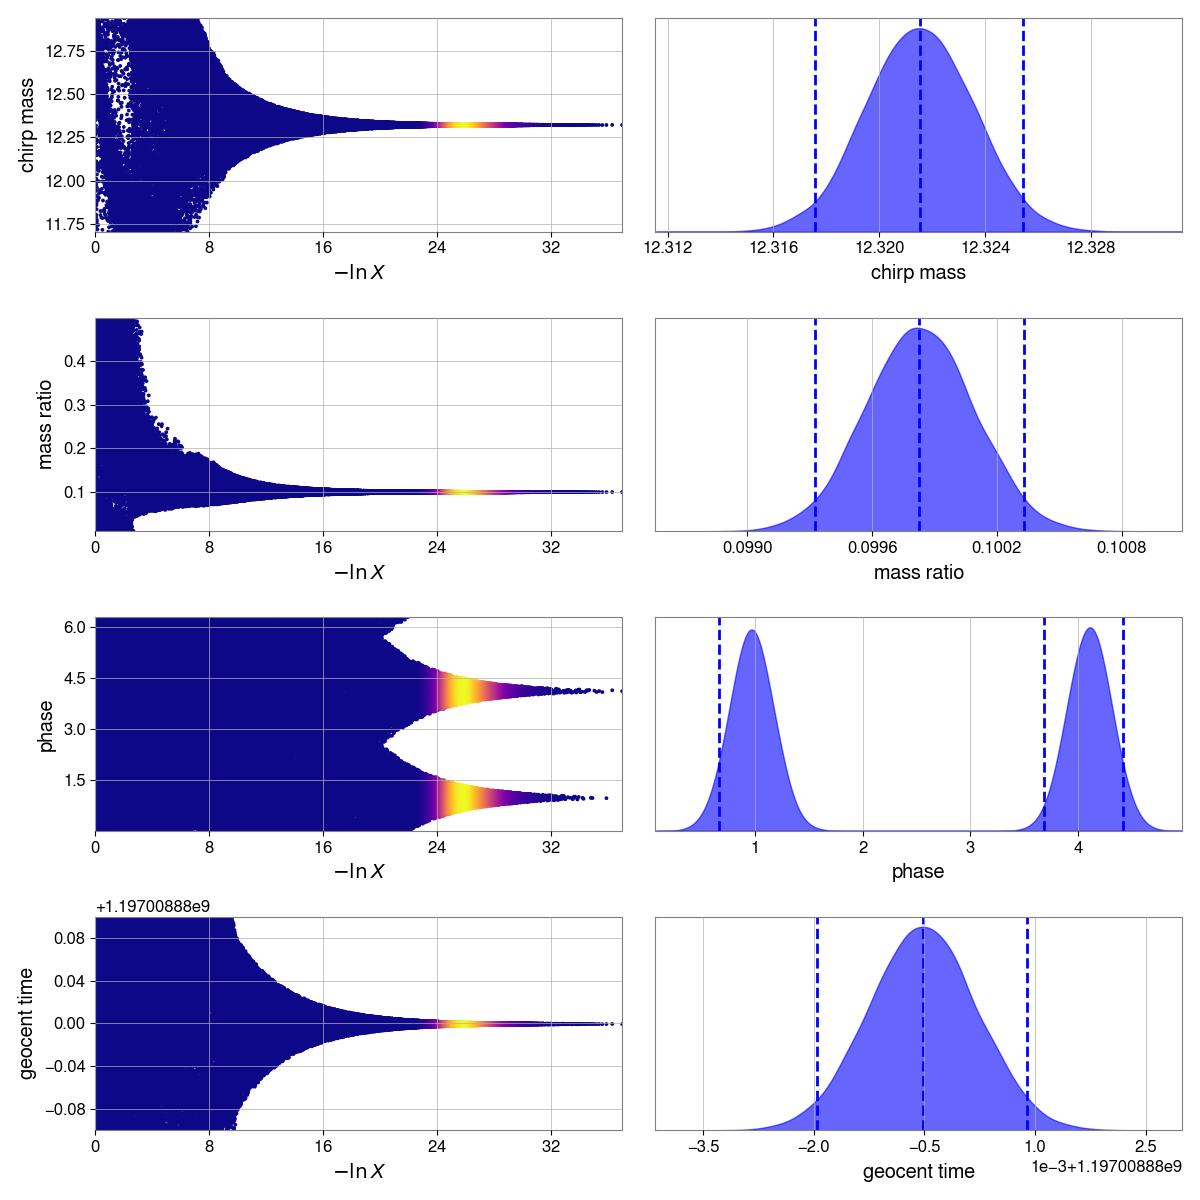 12.75
12.50
12.25
12.00
11.75
chirp mass
0 8 16 24 32
−ln X
12.312 12.316 12.320 12.324 12.328
chirp mass
0.4
0.3
0.2
0.1
mass ratio
0 8 16 24 32
−ln X
0.0990 0.0996 0.1002 0.1008
mass ratio
6.0
4.5
3.0
1.5
phase
0 8 16 24 32
−ln X
1 2 3 4
phase
+1.19700888e9
0.08
0.04
0.00
−0.04
−0.08
geocent time
0 8 16 24 32
−ln X
−3.5 −2.0 −0.5 1.0 2.5
1e−3+1.19700888e9
geocent time